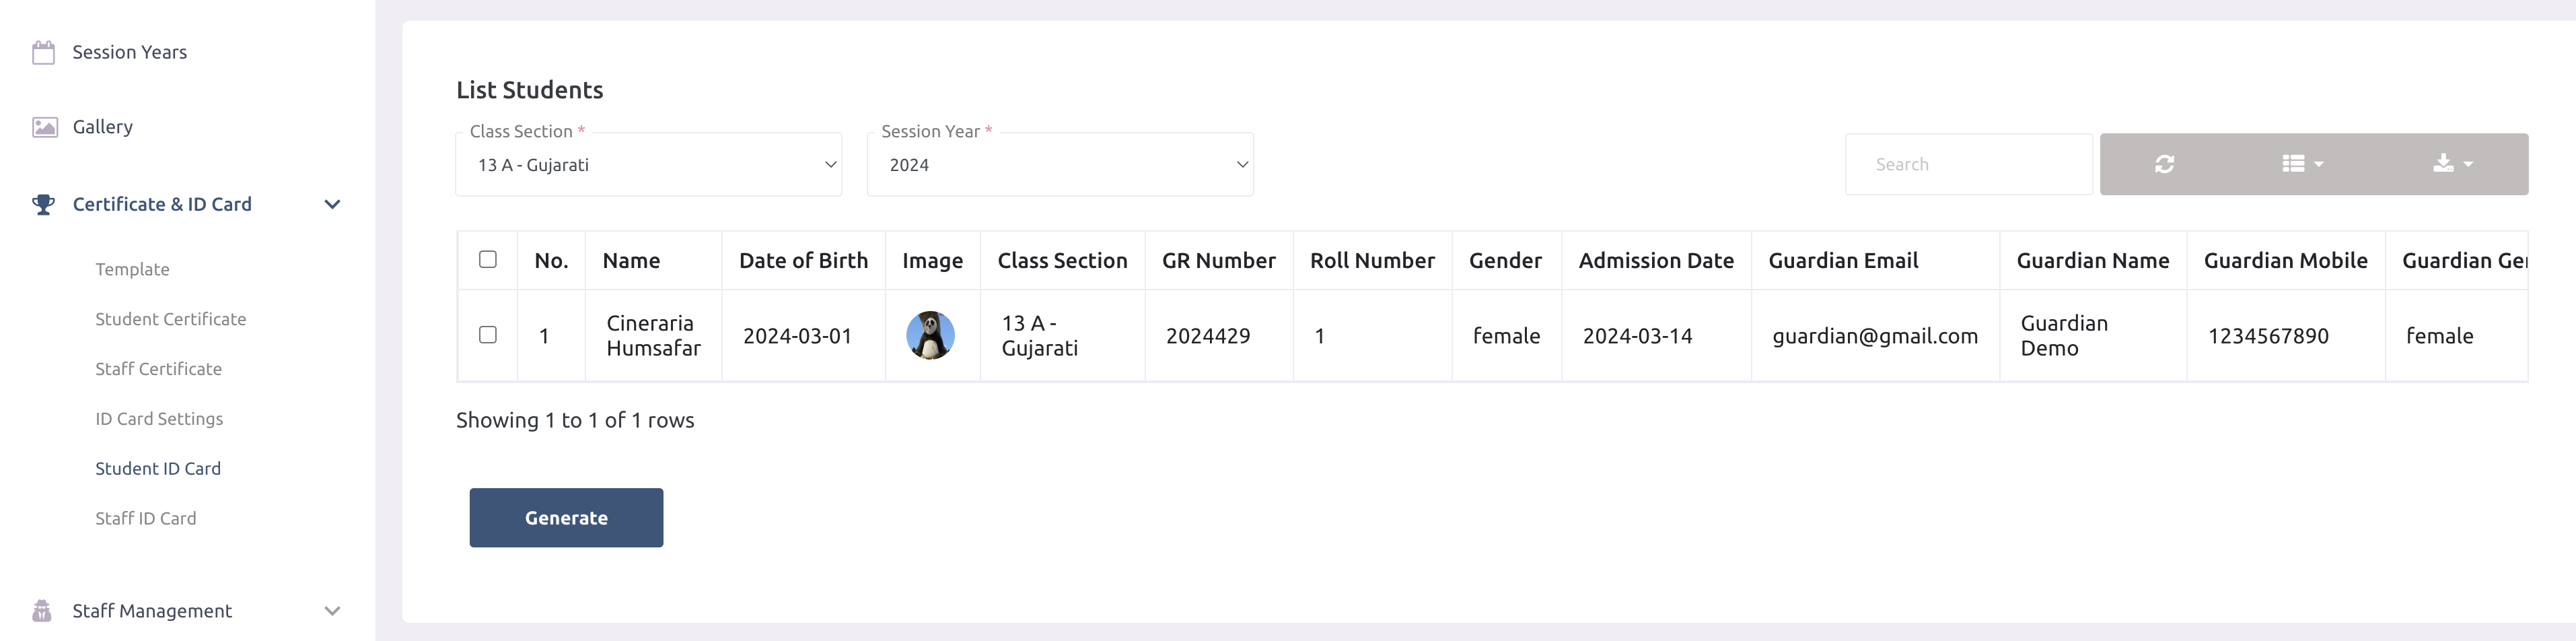 Session Years
Gallery
Certificate & ID Card
Template
Student Certificate
Staff Certificate
ID Card Settings
Student ID Card
Staff ID Card
Staff Management
List Students
Class Section *
13 A - Gujarati
Session Year *
2024
Search
No. Name Date of Birth Image Class Section GR Number Roll Number Gender Admission Date Guardian Email Guardian Name Guardian Mobile Guardian Ger
1 Cineraria Humsafar 2024-03-01 13 A - Gujarati 2024429 1 female 2024-03-14 guardian@gmail.com Guardian Demo 1234567890 female
Showing 1 to 1 of 1 rows
Generate